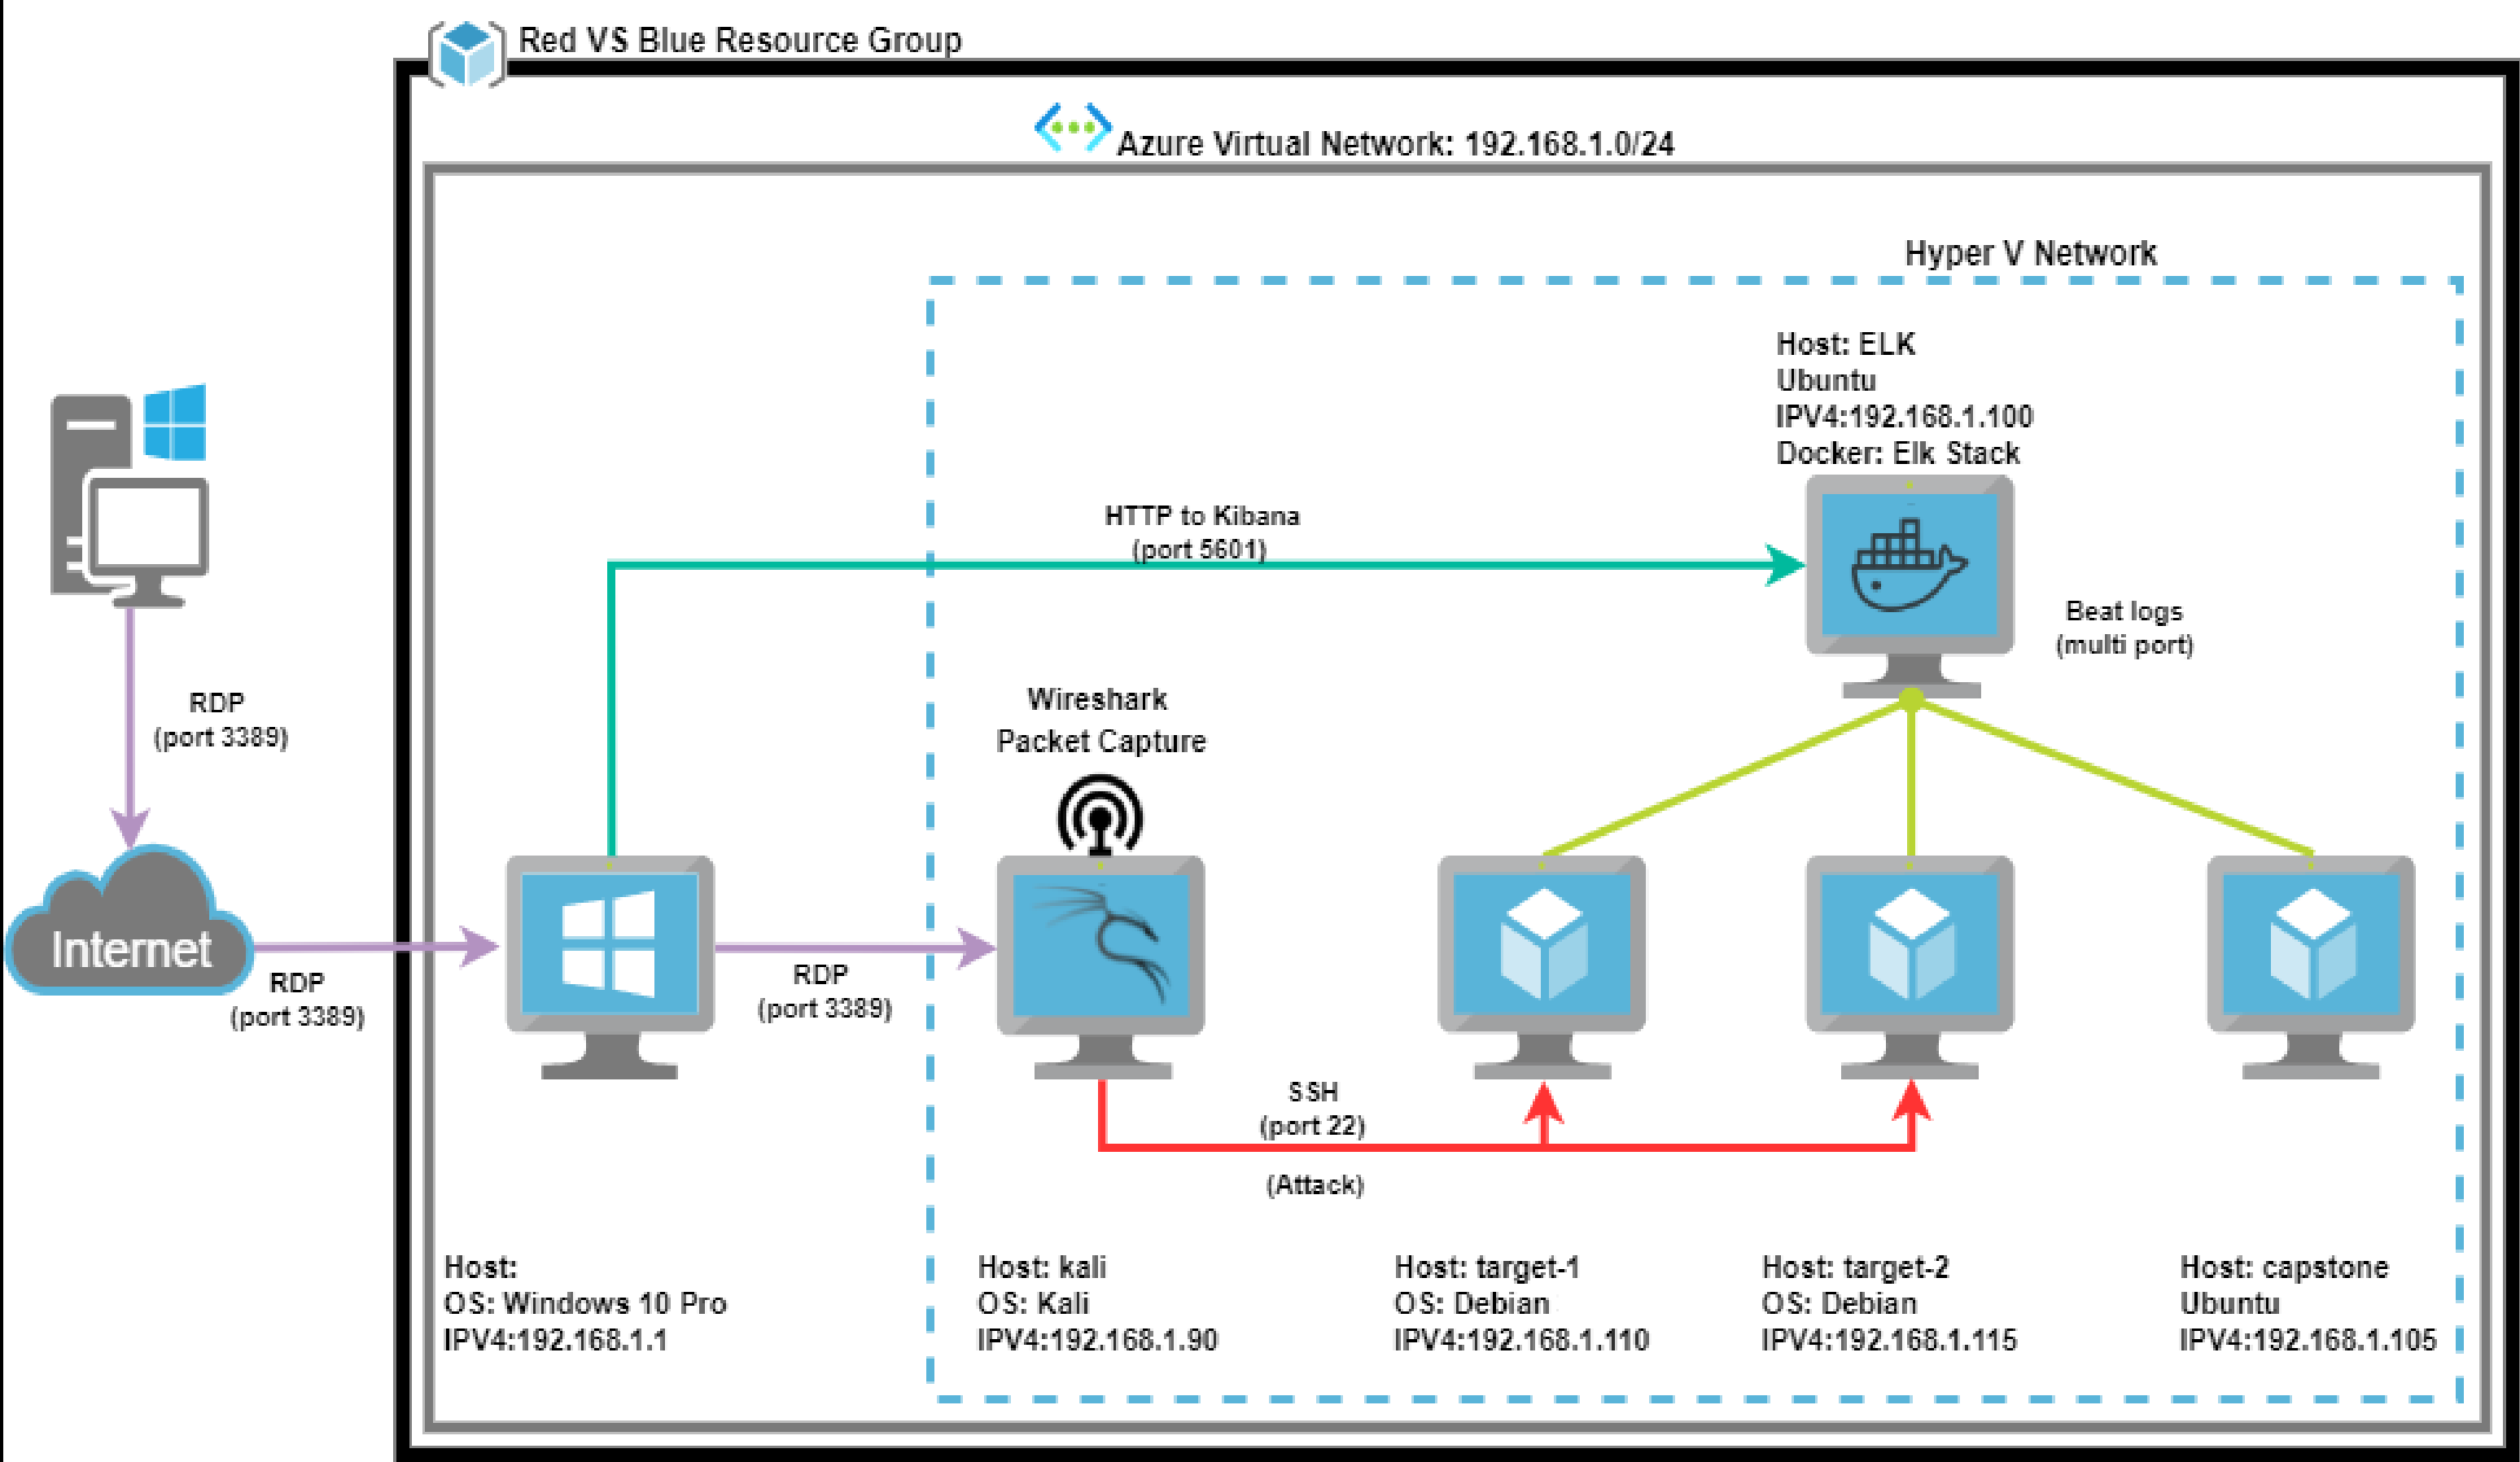 Red VS Blue Resource Group
Azure Virtual Network: 192.168.1.0/24
Hyper V Network
Host: ELK
Ubuntu
IPV4:192.168.1.100
Docker: Elk Stack
HTTP to Kibana
(port 5601)
Beat logs
(multi port)
Wireshark
Packet Capture
RDP
(port 3389)
Internet
RDP
(port 3389)
RDP
(port 3389)
SSH
(port 22)
(Attack)
Host:
OS: Windows 10 Pro
IPV4:192.168.1.1
Host: kali
OS: Kali
IPV4:192.168.1.90
Host: target-1
OS: Debian
IPV4:192.168.1.110
Host: target-2
OS: Debian
IPV4:192.168.1.115
Host: capstone
Ubuntu
IPV4:192.168.1.105